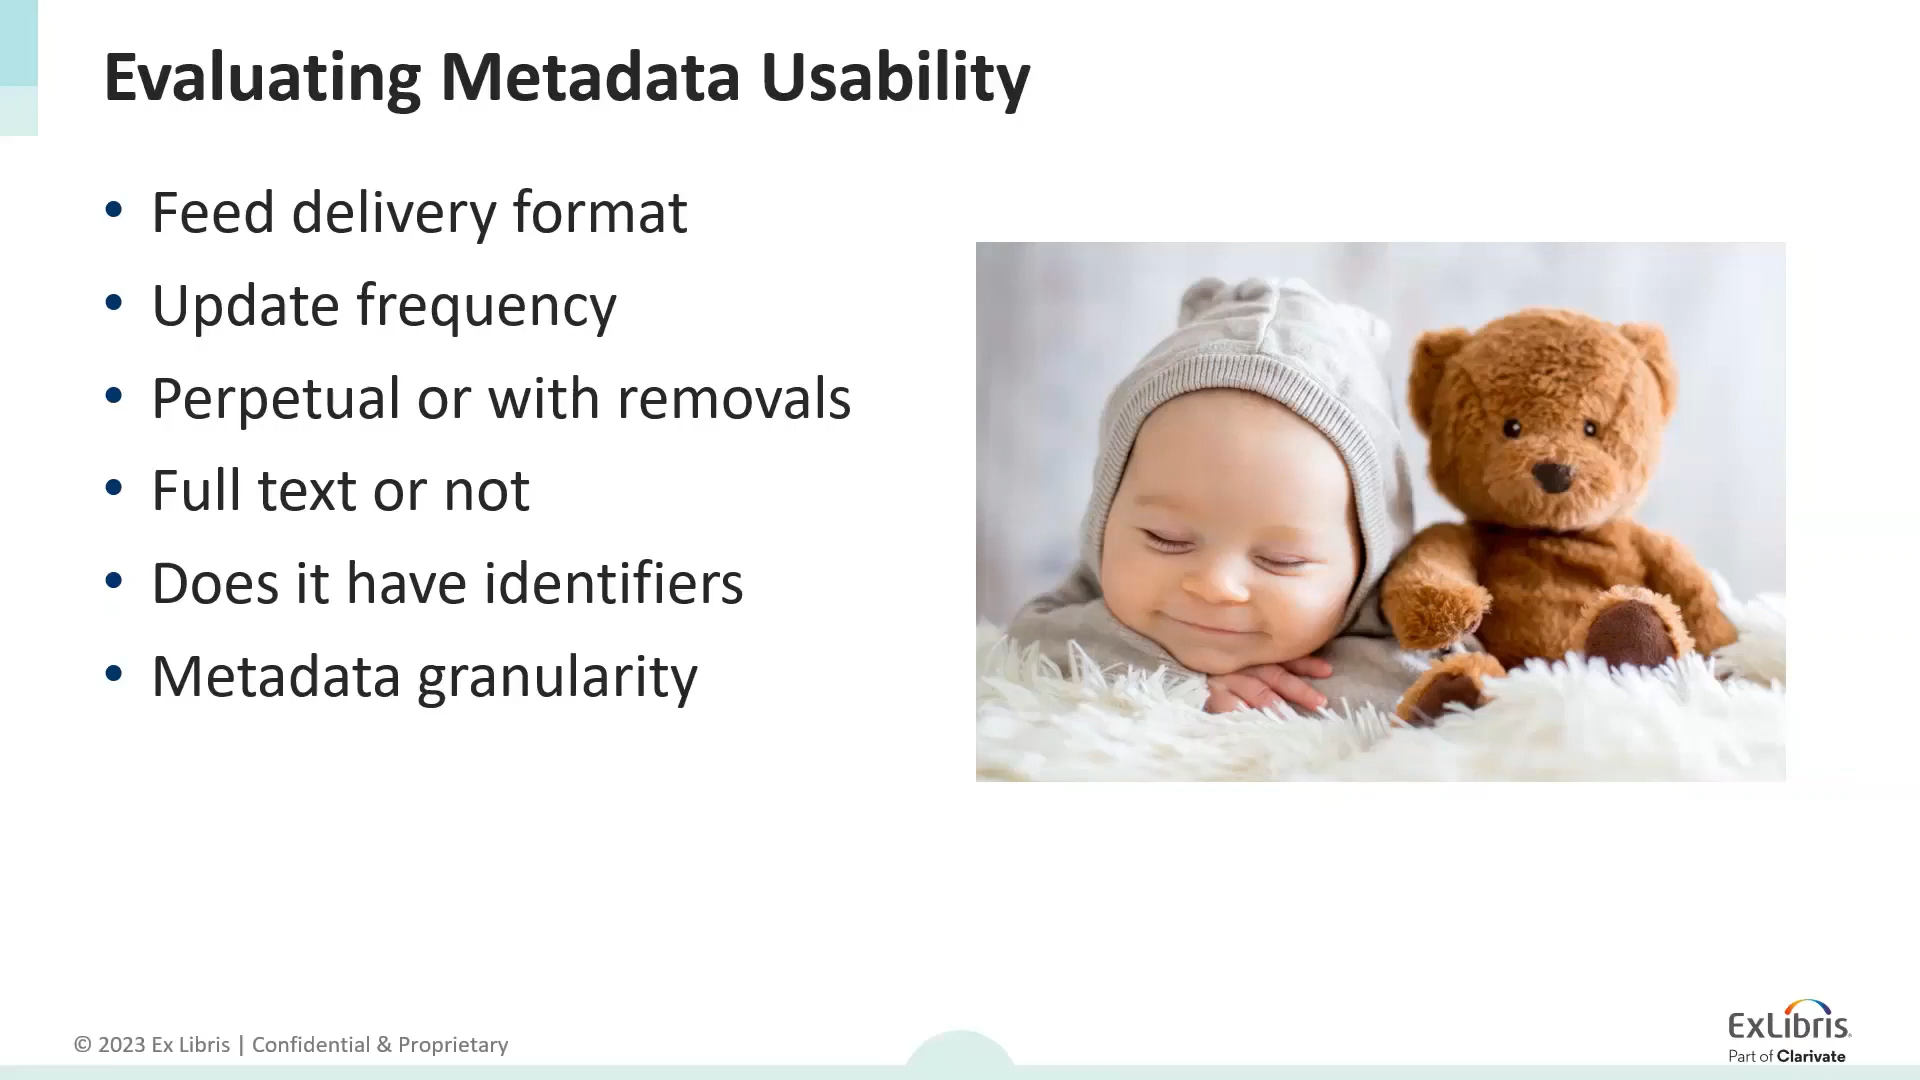 Evaluating Metadata Usability
• Feed delivery format
• Update frequency
• Perpetual or with removals
• Full text or not
• Does it have identifiers
• Metadata granularity
© 2023 Ex Libris | Confidential & Proprietary
ExLibris
Part of Clarivate